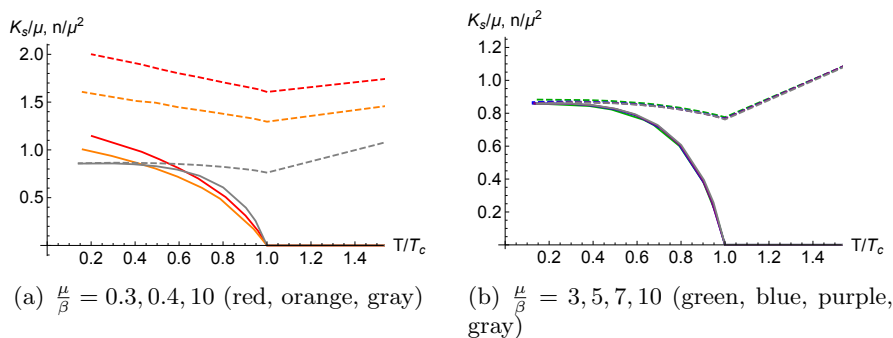 K_s/μ, n/μ²
2.0
1.5
1.0
0.5
0.2 0.4 0.6 0.8 1.0 1.2 1.4
T/T_c
(a) μ/β = 0.3, 0.4, 10 (red, orange, gray)
K_s/μ, n/μ²
1.2
1.0
0.8
0.6
0.4
0.2
0.2 0.4 0.6 0.8 1.0 1.2 1.4
T/T_c
(b) μ/β = 3, 5, 7, 10 (green, blue, purple,
gray)